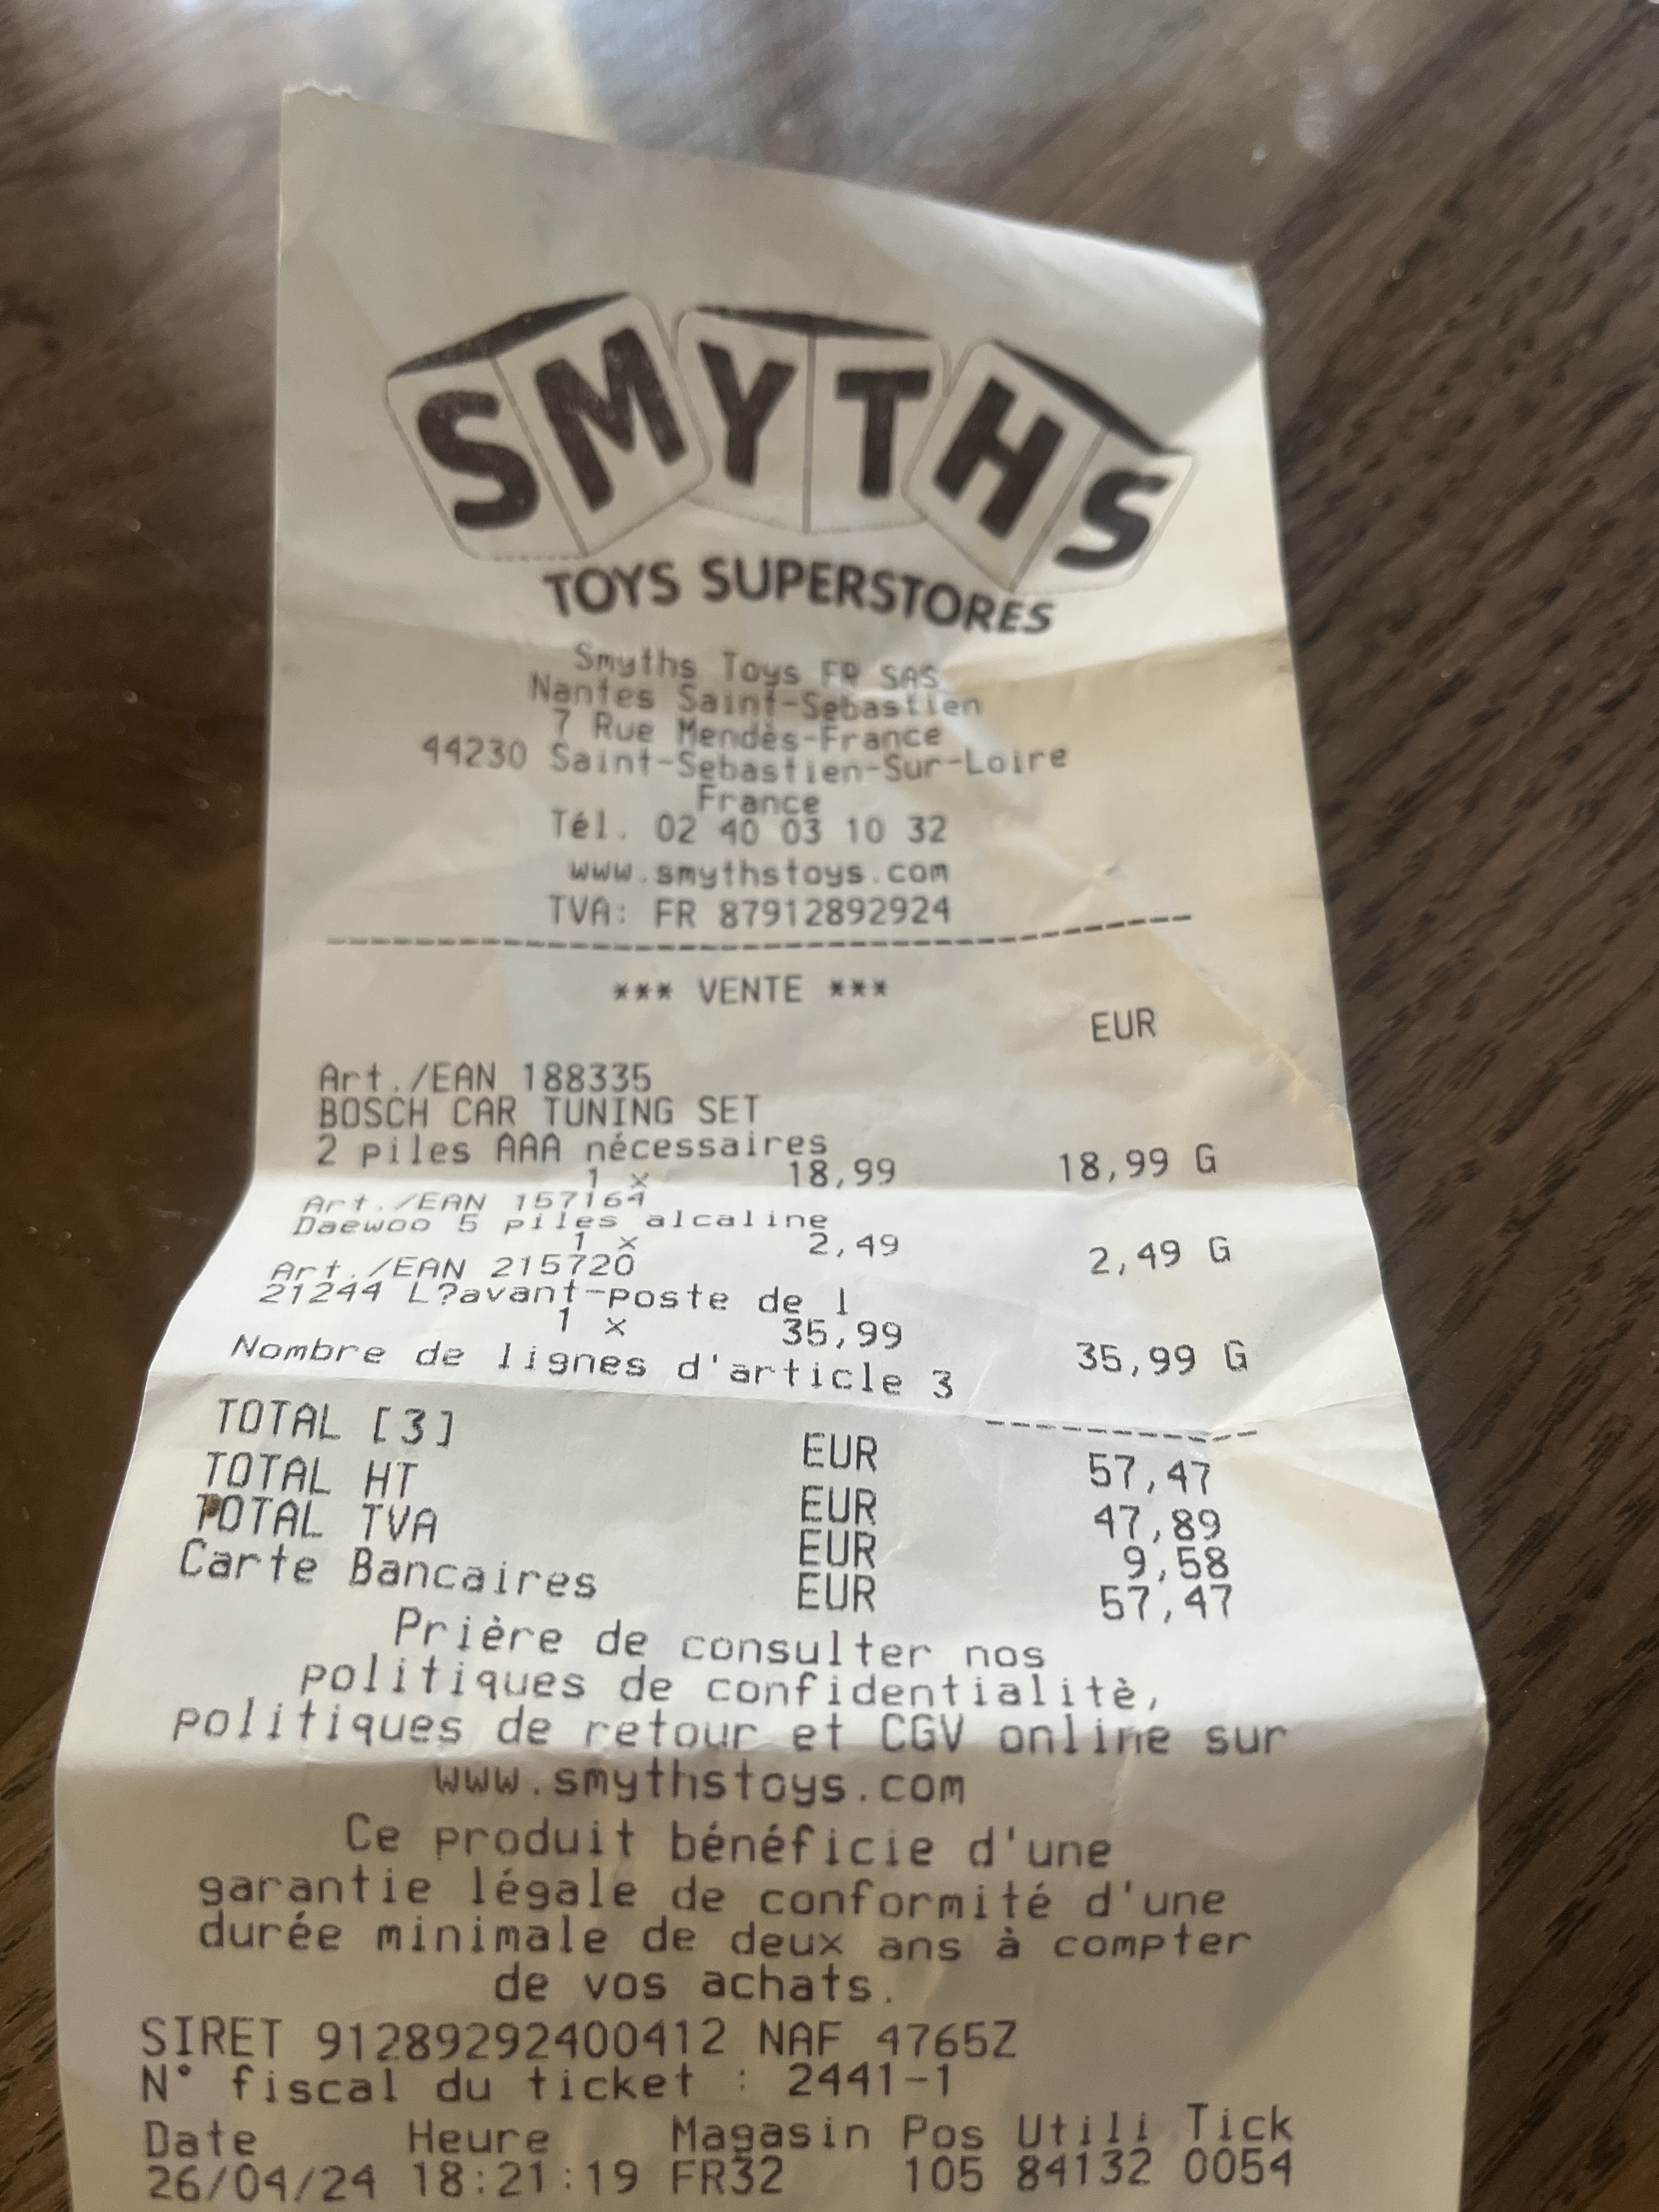 SMYTHS
TOYS SUPERSTORES
Smyths Toys FR SAS
Nantes Saint-Sebastien
7 Rue Mendès-France
44230 Saint-Sebastien-Sur-Loire
France
Tél. 02 40 03 10 32
www.smythstoys.com
TVA: FR 87912892924
*** VENTE ***
EUR
Art./EAN 188335
BOSCH CAR TUNING SET
2 piles AAA nécessaires
1 x 18,99 18,99 G
Art./EAN 157164
Daewoo 5 piles alcaline
1 x 2,49 2,49 G
Art./EAN 215720
21244 L?avant-poste de l
1 x 35,99 35,99 G
Nombre de lignes d'article 3
TOTAL [3] EUR 57,47
TOTAL HT EUR 47,89
TOTAL TVA EUR 9,58
Carte Bancaires EUR 57,47
Prière de consulter nos
politiques de confidentialitè,
politiques de retour et CGV online sur
www.smythstoys.com
Ce produit bénéficie d'une
garantie légale de conformité d'une
durée minimale de deux ans à compter
de vos achats.
SIRET 91289292400412 NAF 4765Z
N° fiscal du ticket : 2441-1
Date Heure Magasin Pos Utili Tick
26/04/24 18:21:19 FR32 105 84132 0054